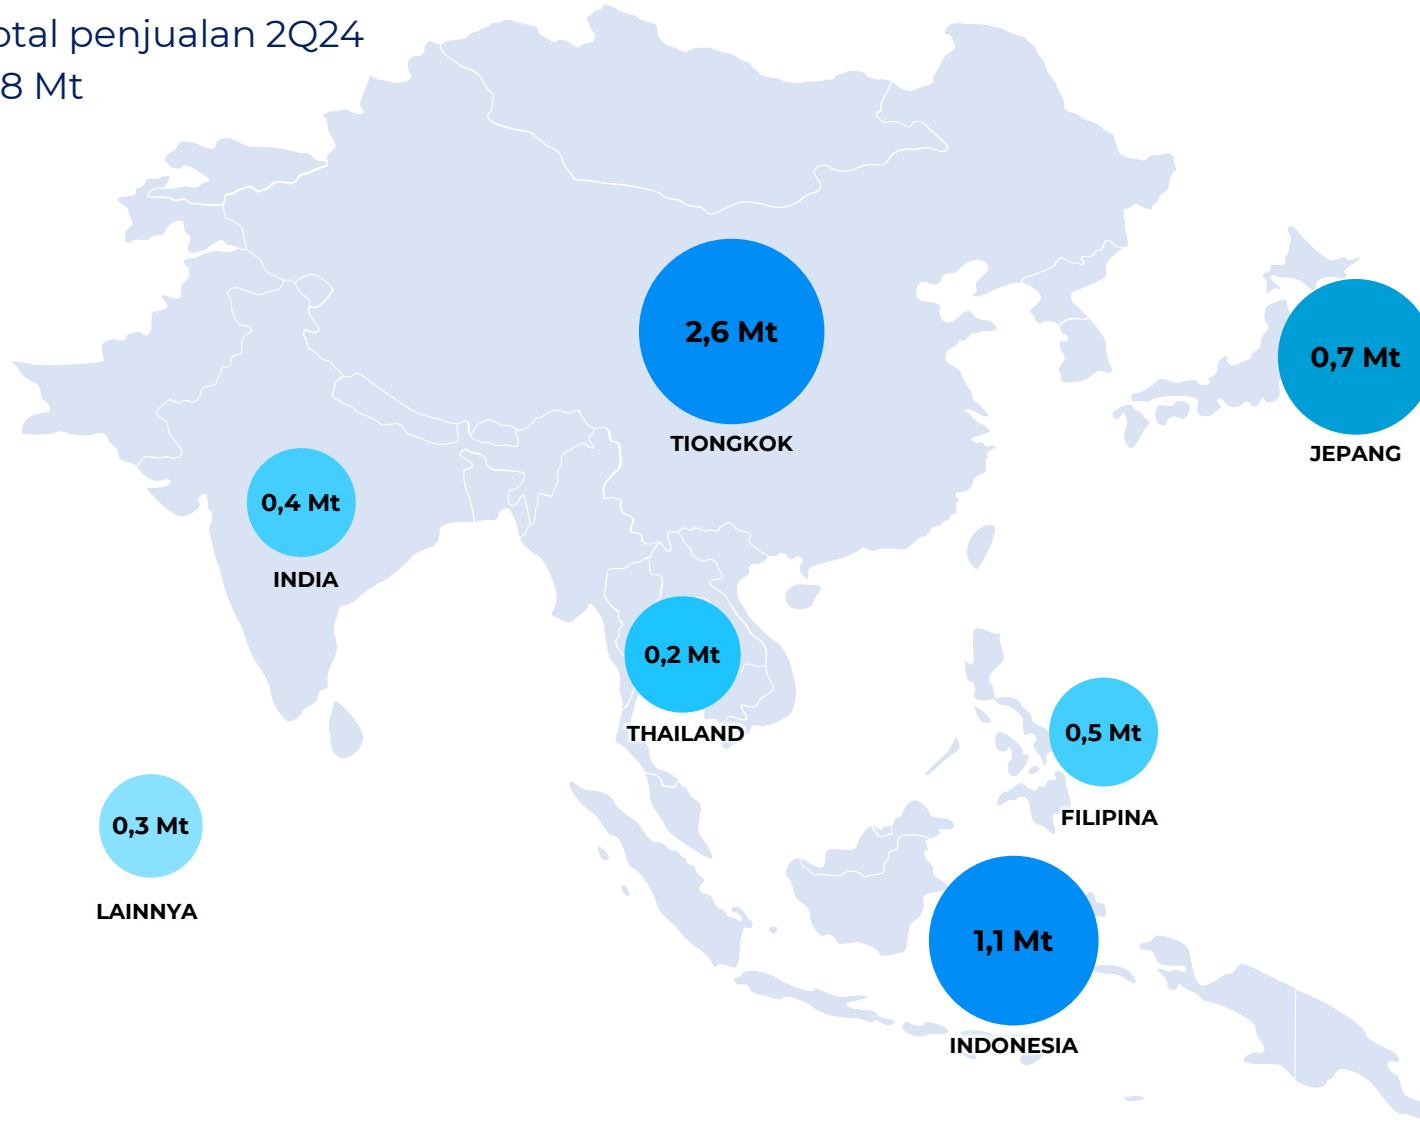 otal penjualan 2Q24
8 Mt
2,6 Mt
TIONGKOK
0,7 Mt
JEPANG
0,4 Mt
INDIA
0,2 Mt
THAILAND
0,5 Mt
FILIPINA
0,3 Mt
LAINNYA
1,1 Mt
INDONESIA